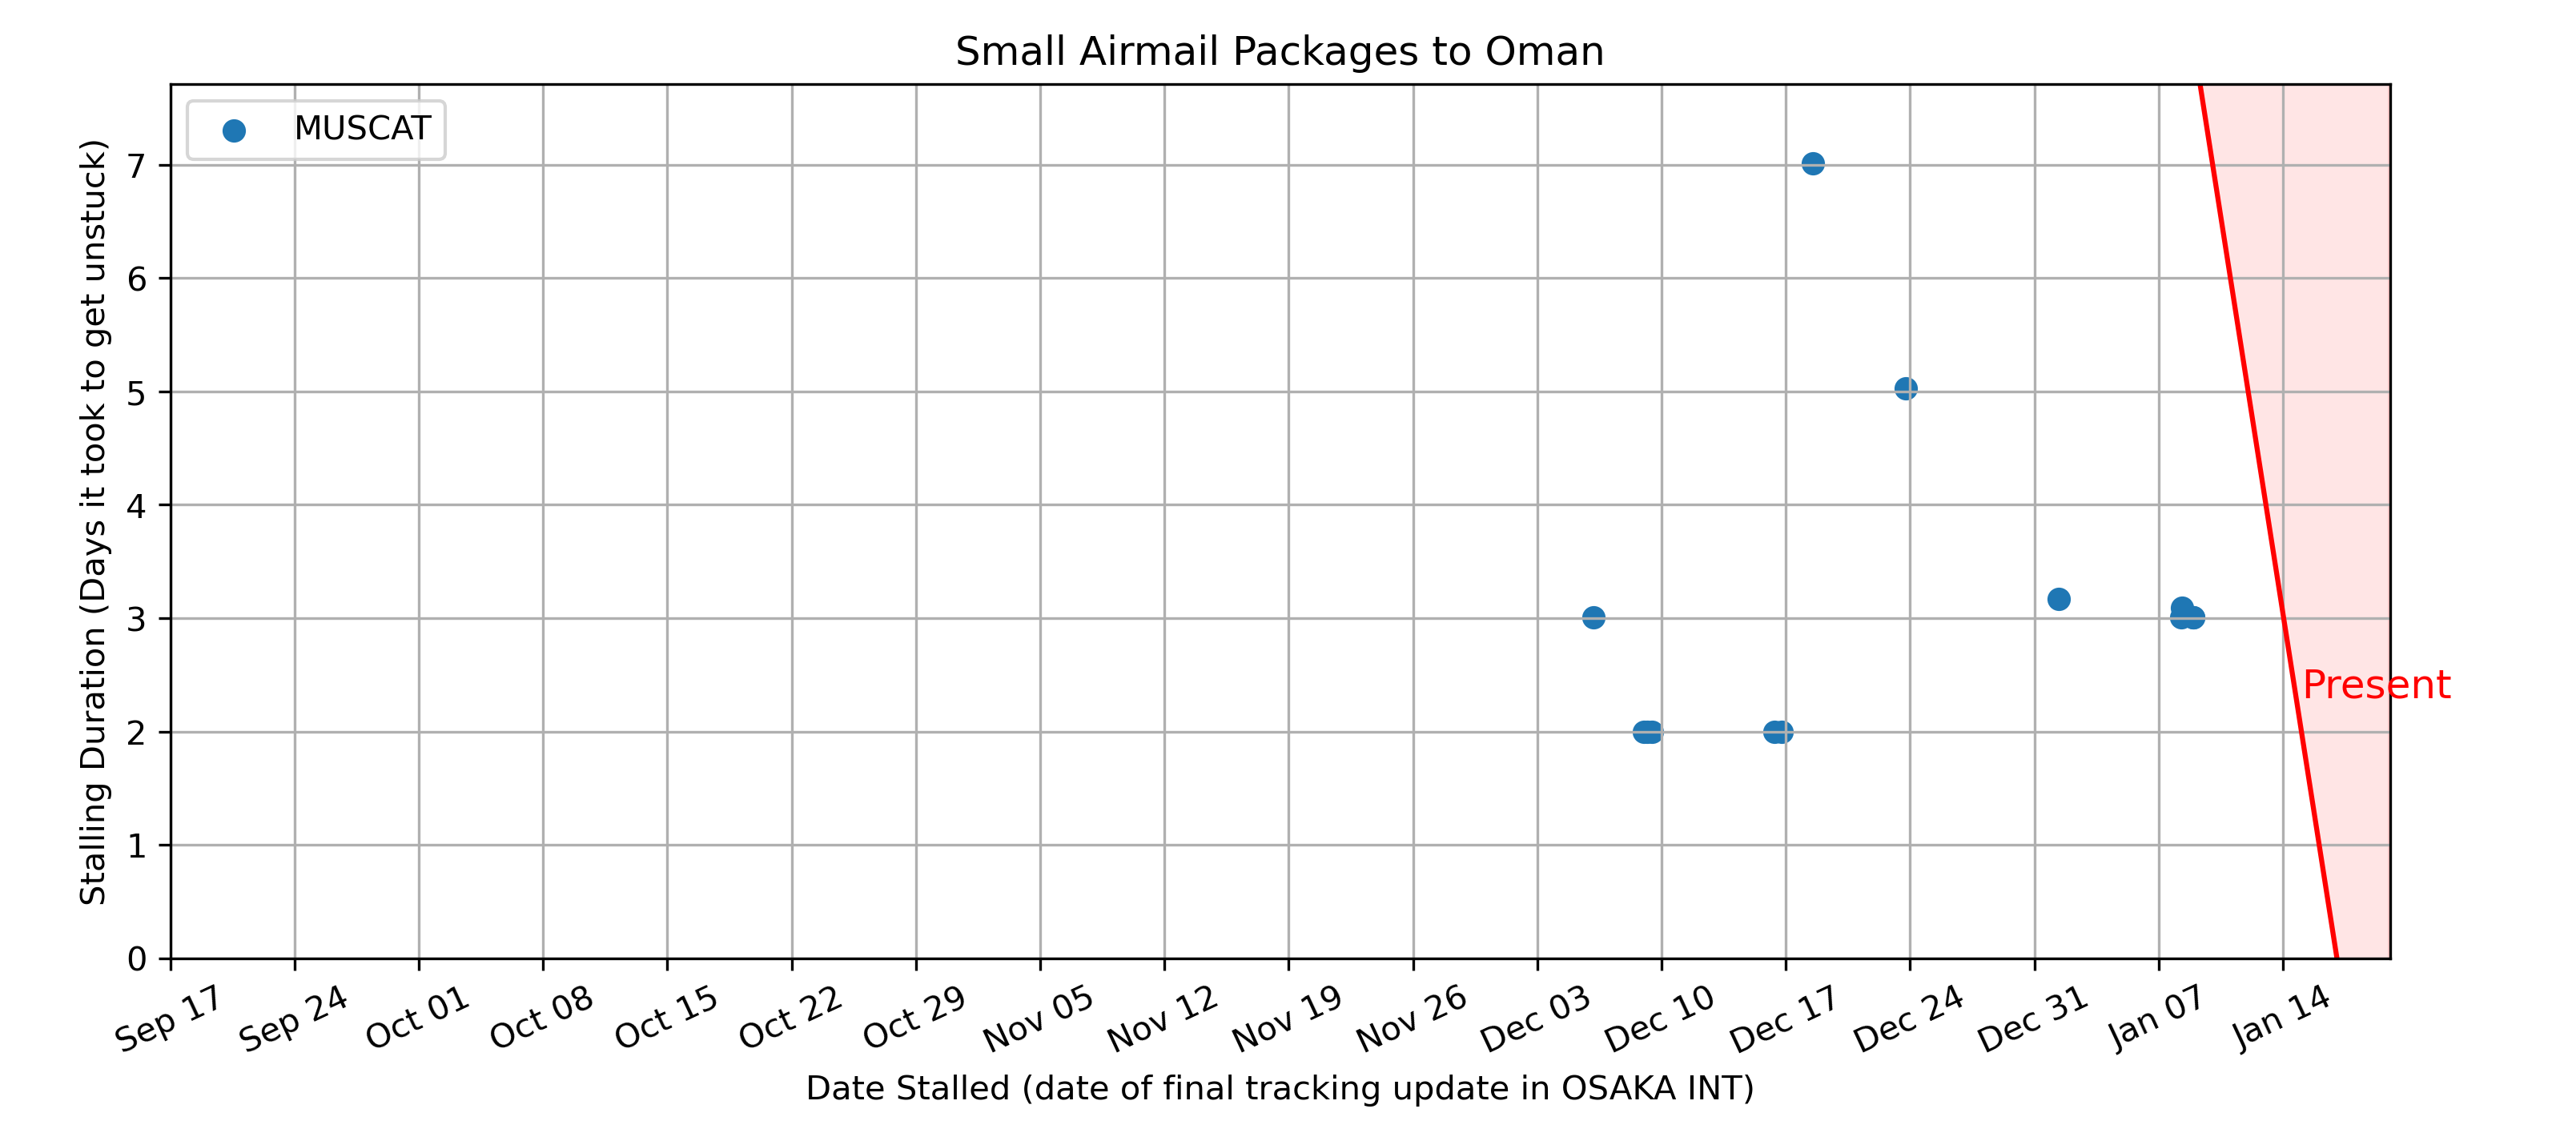 Small Airmail Packages to Oman
MUSCAT
Stalling Duration (Days it took to get unstuck)
7
6
5
4
3
2
1
0
Present
Sep 17 Sep 24 Oct 01 Oct 08 Oct 15 Oct 22 Oct 29 Nov 05 Nov 12 Nov 19 Nov 26 Dec 03 Dec 10 Dec 17 Dec 24 Dec 31 Jan 07 Jan 14
Date Stalled (date of final tracking update in OSAKA INT)